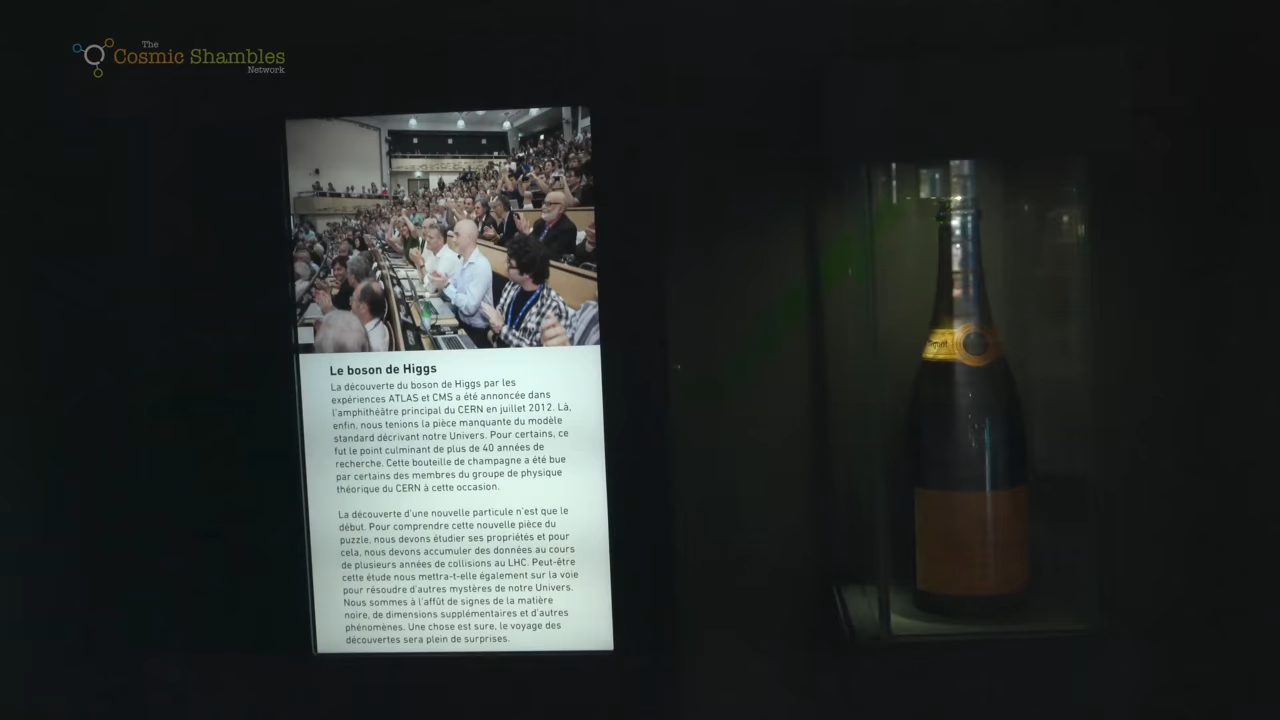 The
Cosmic Shambles
Network
Le boson de Higgs
La découverte du boson de Higgs par les
expériences ATLAS et CMS a été annoncée dans
l'amphithéâtre principal du CERN en juillet 2012. Là,
enfin, nous tenions la pièce manquante du modèle
standard décrivant notre Univers. Pour certains, ce
fut le point culminant de plus de 40 années de
recherche. Cette bouteille de champagne a été bue
par certains des membres du groupe de physique
théorique du CERN à cette occasion.
La découverte d'une nouvelle particule n'est que le
début. Pour comprendre cette nouvelle pièce du
puzzle, nous devons étudier ses propriétés et pour
cela, nous devons accumuler des données au cours
de plusieurs années de collisions au LHC. Peut-être
cette étude nous mettra-t-elle également sur la voie
pour résoudre d'autres mystères de notre Univers.
Nous sommes à l'affût de signes de la matière
noire, de dimensions supplémentaires et d'autres
phénomènes. Une chose est sure, le voyage des
découvertes sera plein de surprises.